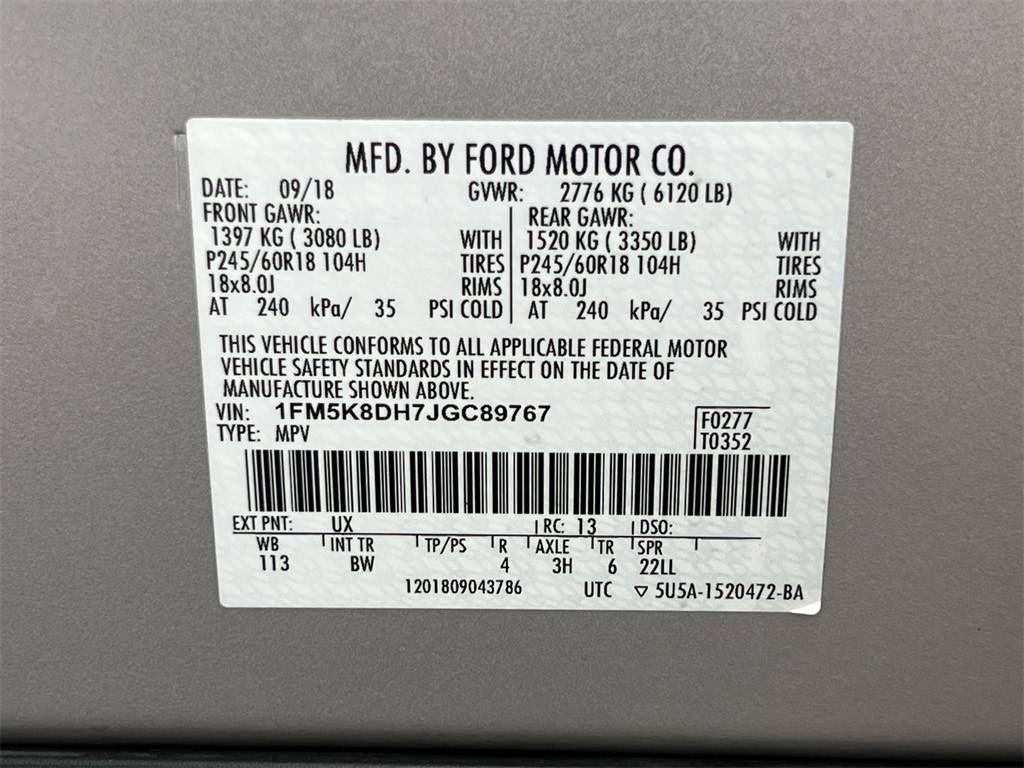 MFD. BY FORD MOTOR CO.
DATE: 09/18 GVWR: 2776 KG ( 6120 LB)
FRONT GAWR: REAR GAWR:
1397 KG ( 3080 LB) WITH 1520 KG ( 3350 LB) WITH
P245/60R18 104H TIRES P245/60R18 104H TIRES
18x8.0J RIMS 18x8.0J RIMS
AT 240 kPa/ 35 PSI COLD AT 240 kPa/ 35 PSI COLD
THIS VEHICLE CONFORMS TO ALL APPLICABLE FEDERAL MOTOR
VEHICLE SAFETY STANDARDS IN EFFECT ON THE DATE OF
MANUFACTURE SHOWN ABOVE.
VIN: 1FM5K8DH7JGC89767 F0277
TYPE: MPV T0352
EXT PNT: UX RC: 13 DSO:
WB INT TR TP/PS R AXLE TR SPR
113 BW 4 3H 6 22LL
1201809043786 UTC ▽ 5U5A-1520472-BA